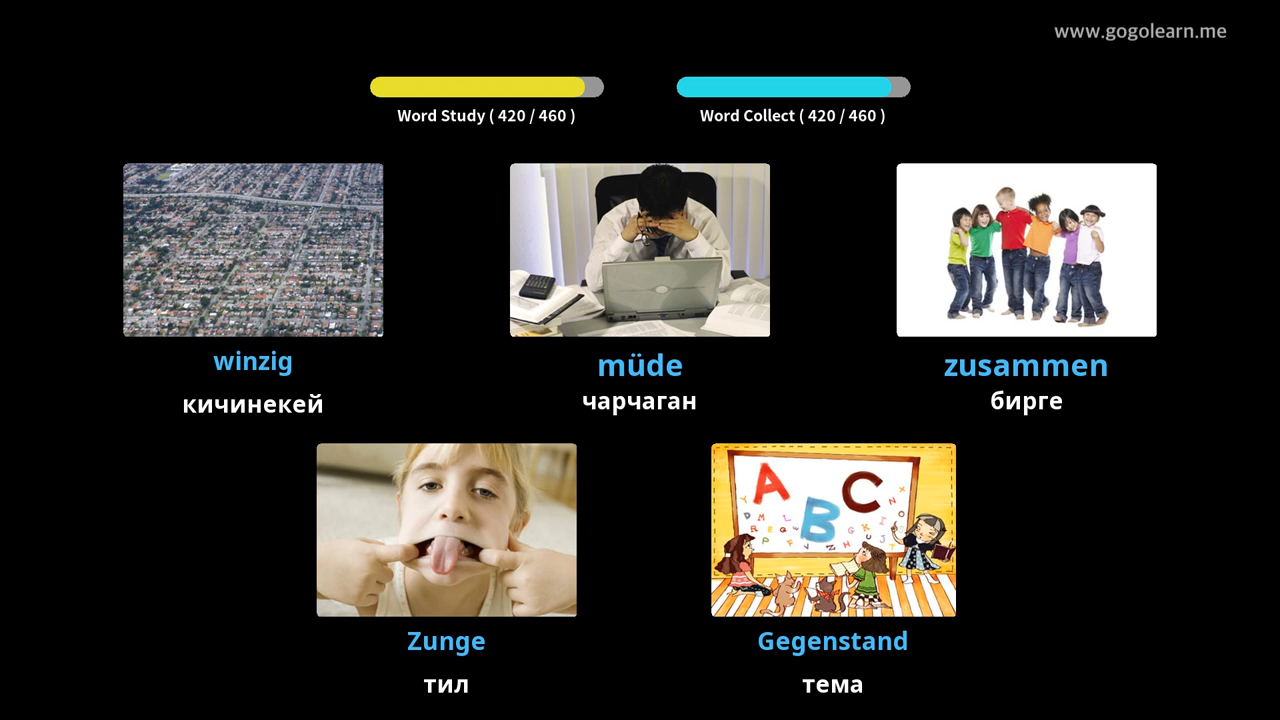 www.gogolearn.me
Word Study ( 420 / 460 )
Word Collect ( 420 / 460 )
winzig
кичинекей
müde
чарчаган
zusammen
бирге
A B C
Zunge
тил
Gegenstand
тема